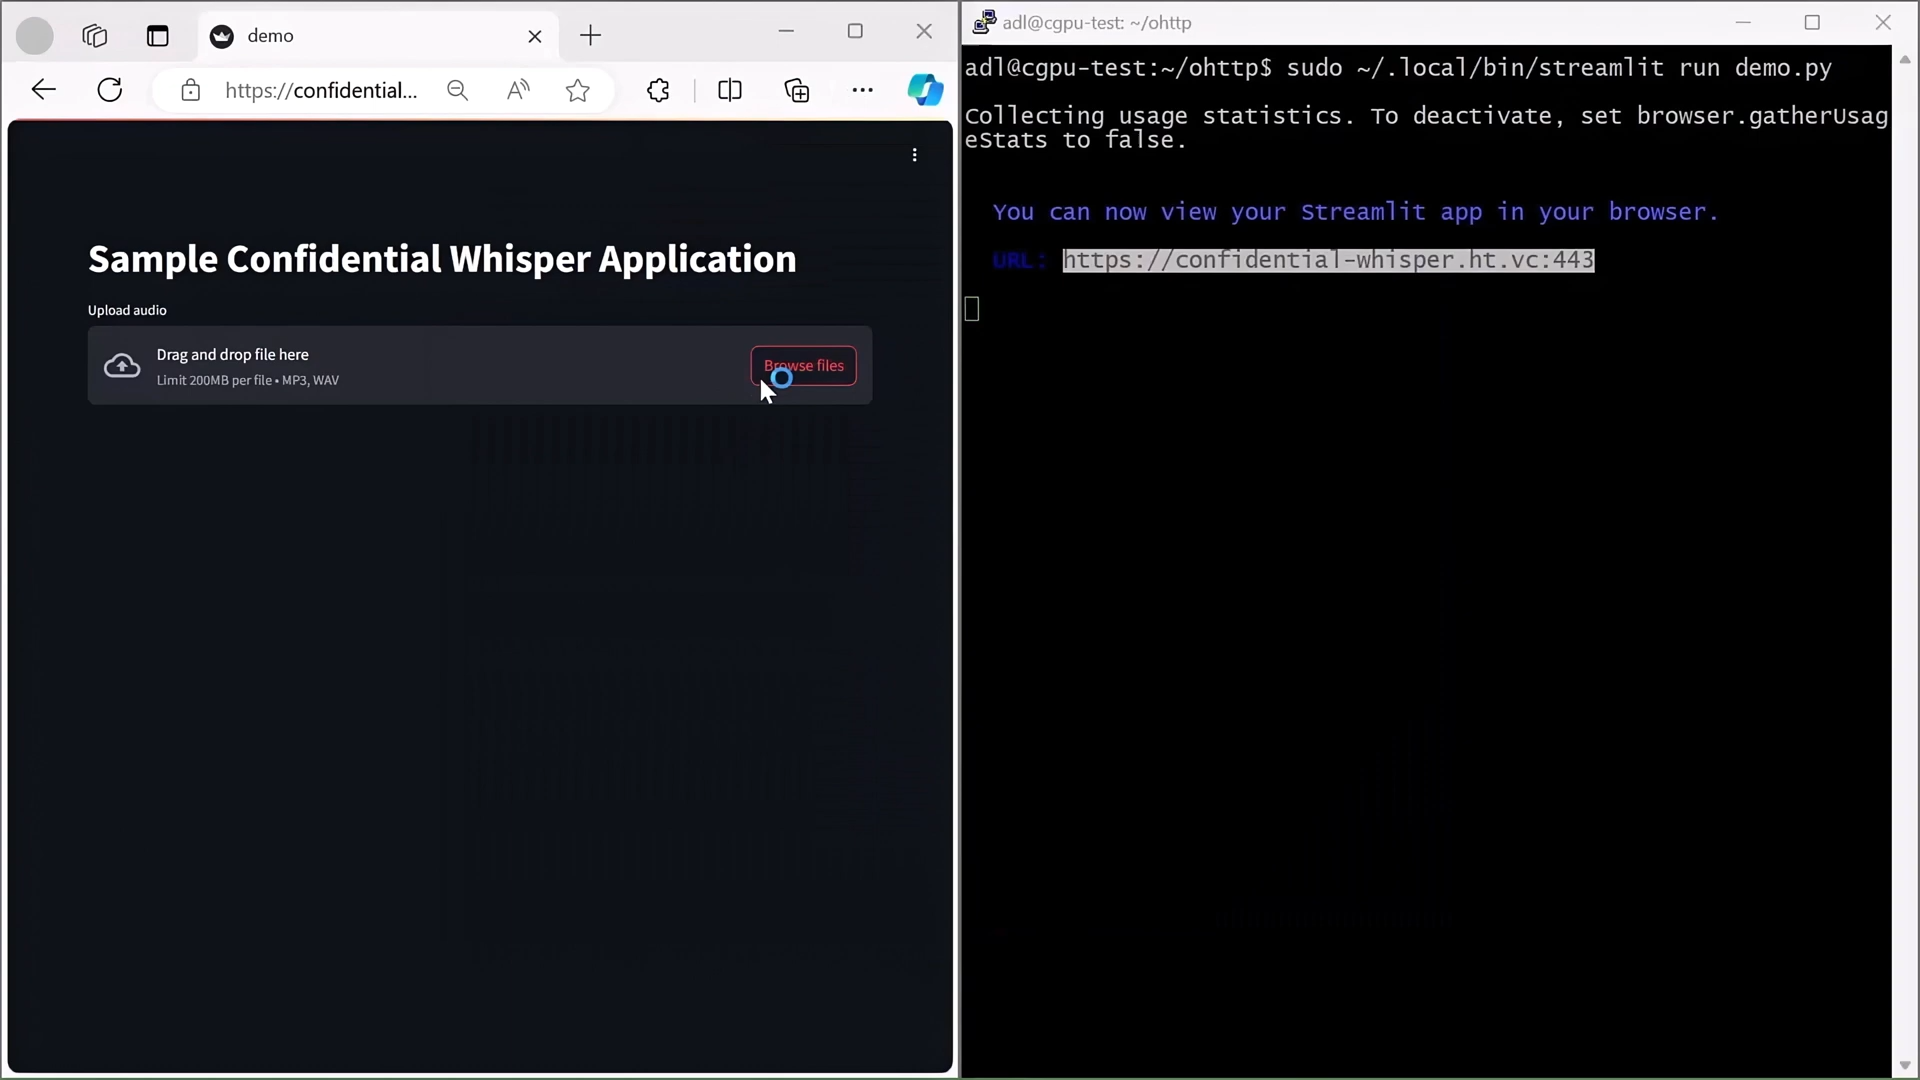 demo
https://confidential...
Sample Confidential Whisper Application
Upload audio
Drag and drop file here
Limit 200MB per file • MP3, WAV
Browse files
adl@cgpu-test: ~/ohttp
adl@cgpu-test:~/ohttp$ sudo ~/.local/bin/streamlit run demo.py
Collecting usage statistics. To deactivate, set browser.gatherUsag
eStats to false.
You can now view your Streamlit app in your browser.
URL: https://confidential-whisper.ht.vc:443